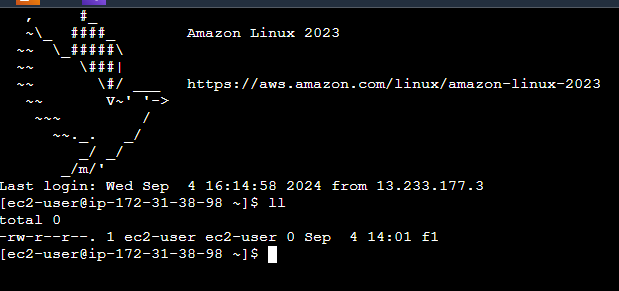 ,     #_
   ~\_  ####_        Amazon Linux 2023
  ~~  \_#####\
  ~~     \###|
  ~~       \#/ ___   https://aws.amazon.com/linux/amazon-linux-2023
   ~~       V~' '->
    ~~~         /
      ~~._.   _/
         _/ _/
       _/m/'
Last login: Wed Sep  4 16:14:58 2024 from 13.233.177.3
[ec2-user@ip-172-31-38-98 ~]$ ll
total 0
-rw-r--r--. 1 ec2-user ec2-user 0 Sep  4 14:01 f1
[ec2-user@ip-172-31-38-98 ~]$